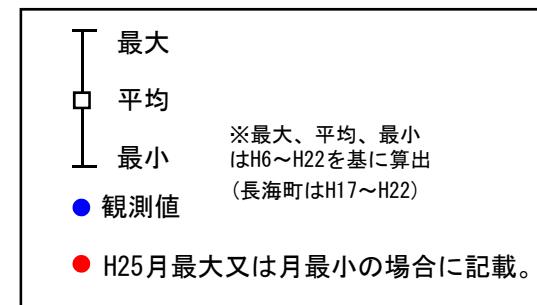 最大
平均
最小
※最大、平均、最小
はH6～H22を基に算出
（長海町はH17～H22）
観測値
H25月最大又は月最小の場合に記載。